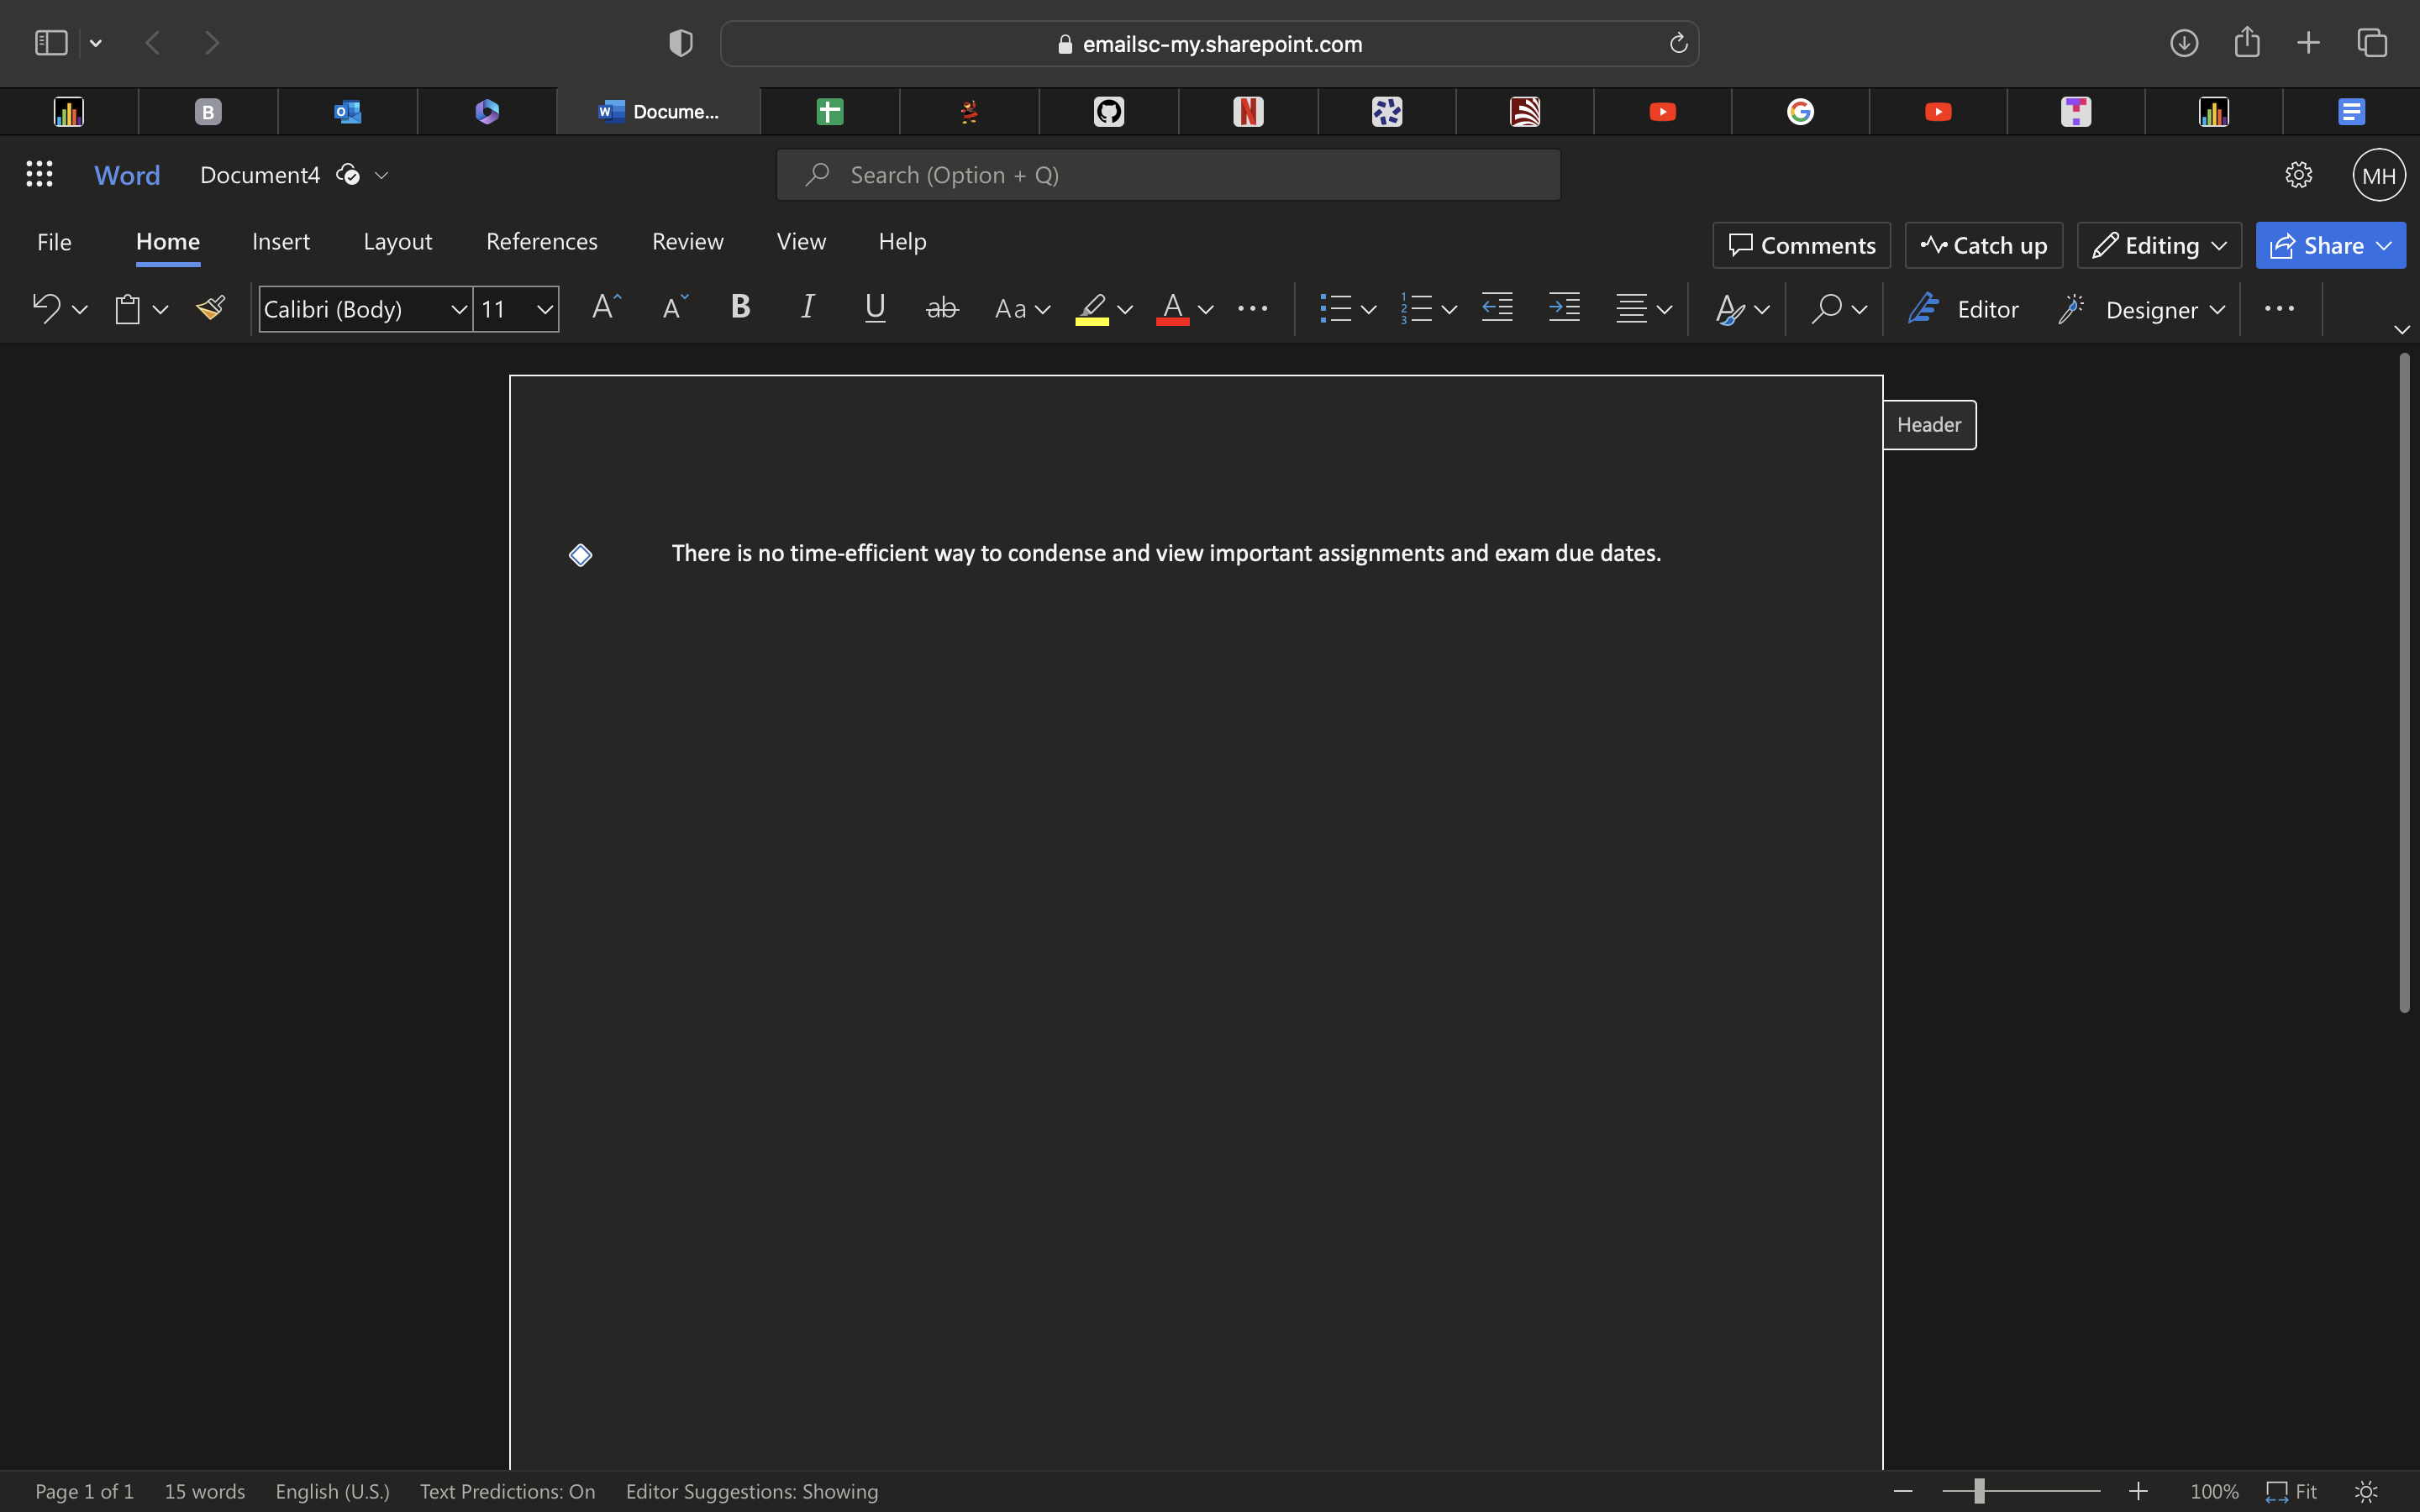 emailsc-my.sharepoint.com
B
Docume...
Word Document4 Search (Option + Q) MH
File Home Insert Layout References Review View Help Comments Catch up Editing Share
Calibri (Body) 11 A A B I U ab Aa A Editor Designer
Header
There is no time-efficient way to condense and view important assignments and exam due dates.
Page 1 of 1 15 words English (U.S.) Text Predictions: On Editor Suggestions: Showing 100% Fit